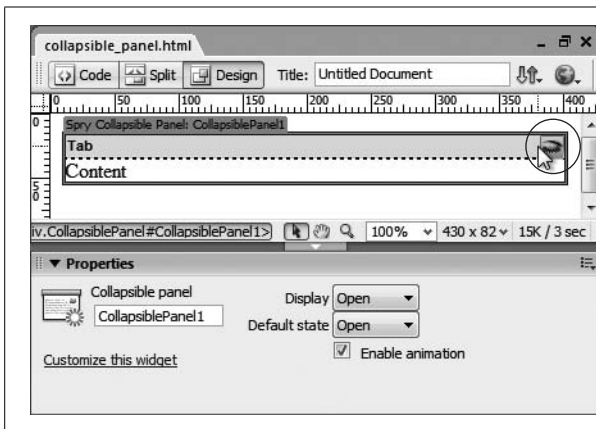 collapsible_panel.html
Code Split Design Title: Untitled Document
0 50 100 150 200 250 300 350 400
0
Spry Collapsible Panel: CollapsiblePanel1
Tab
Content
50
iv.CollapsiblePanel#CollapsiblePanel1> 100% 430 x 82 15K / 3 sec
Properties
Collapsible panel
CollapsiblePanel1
Display Open
Default state Open
Enable animation
Customize this widget